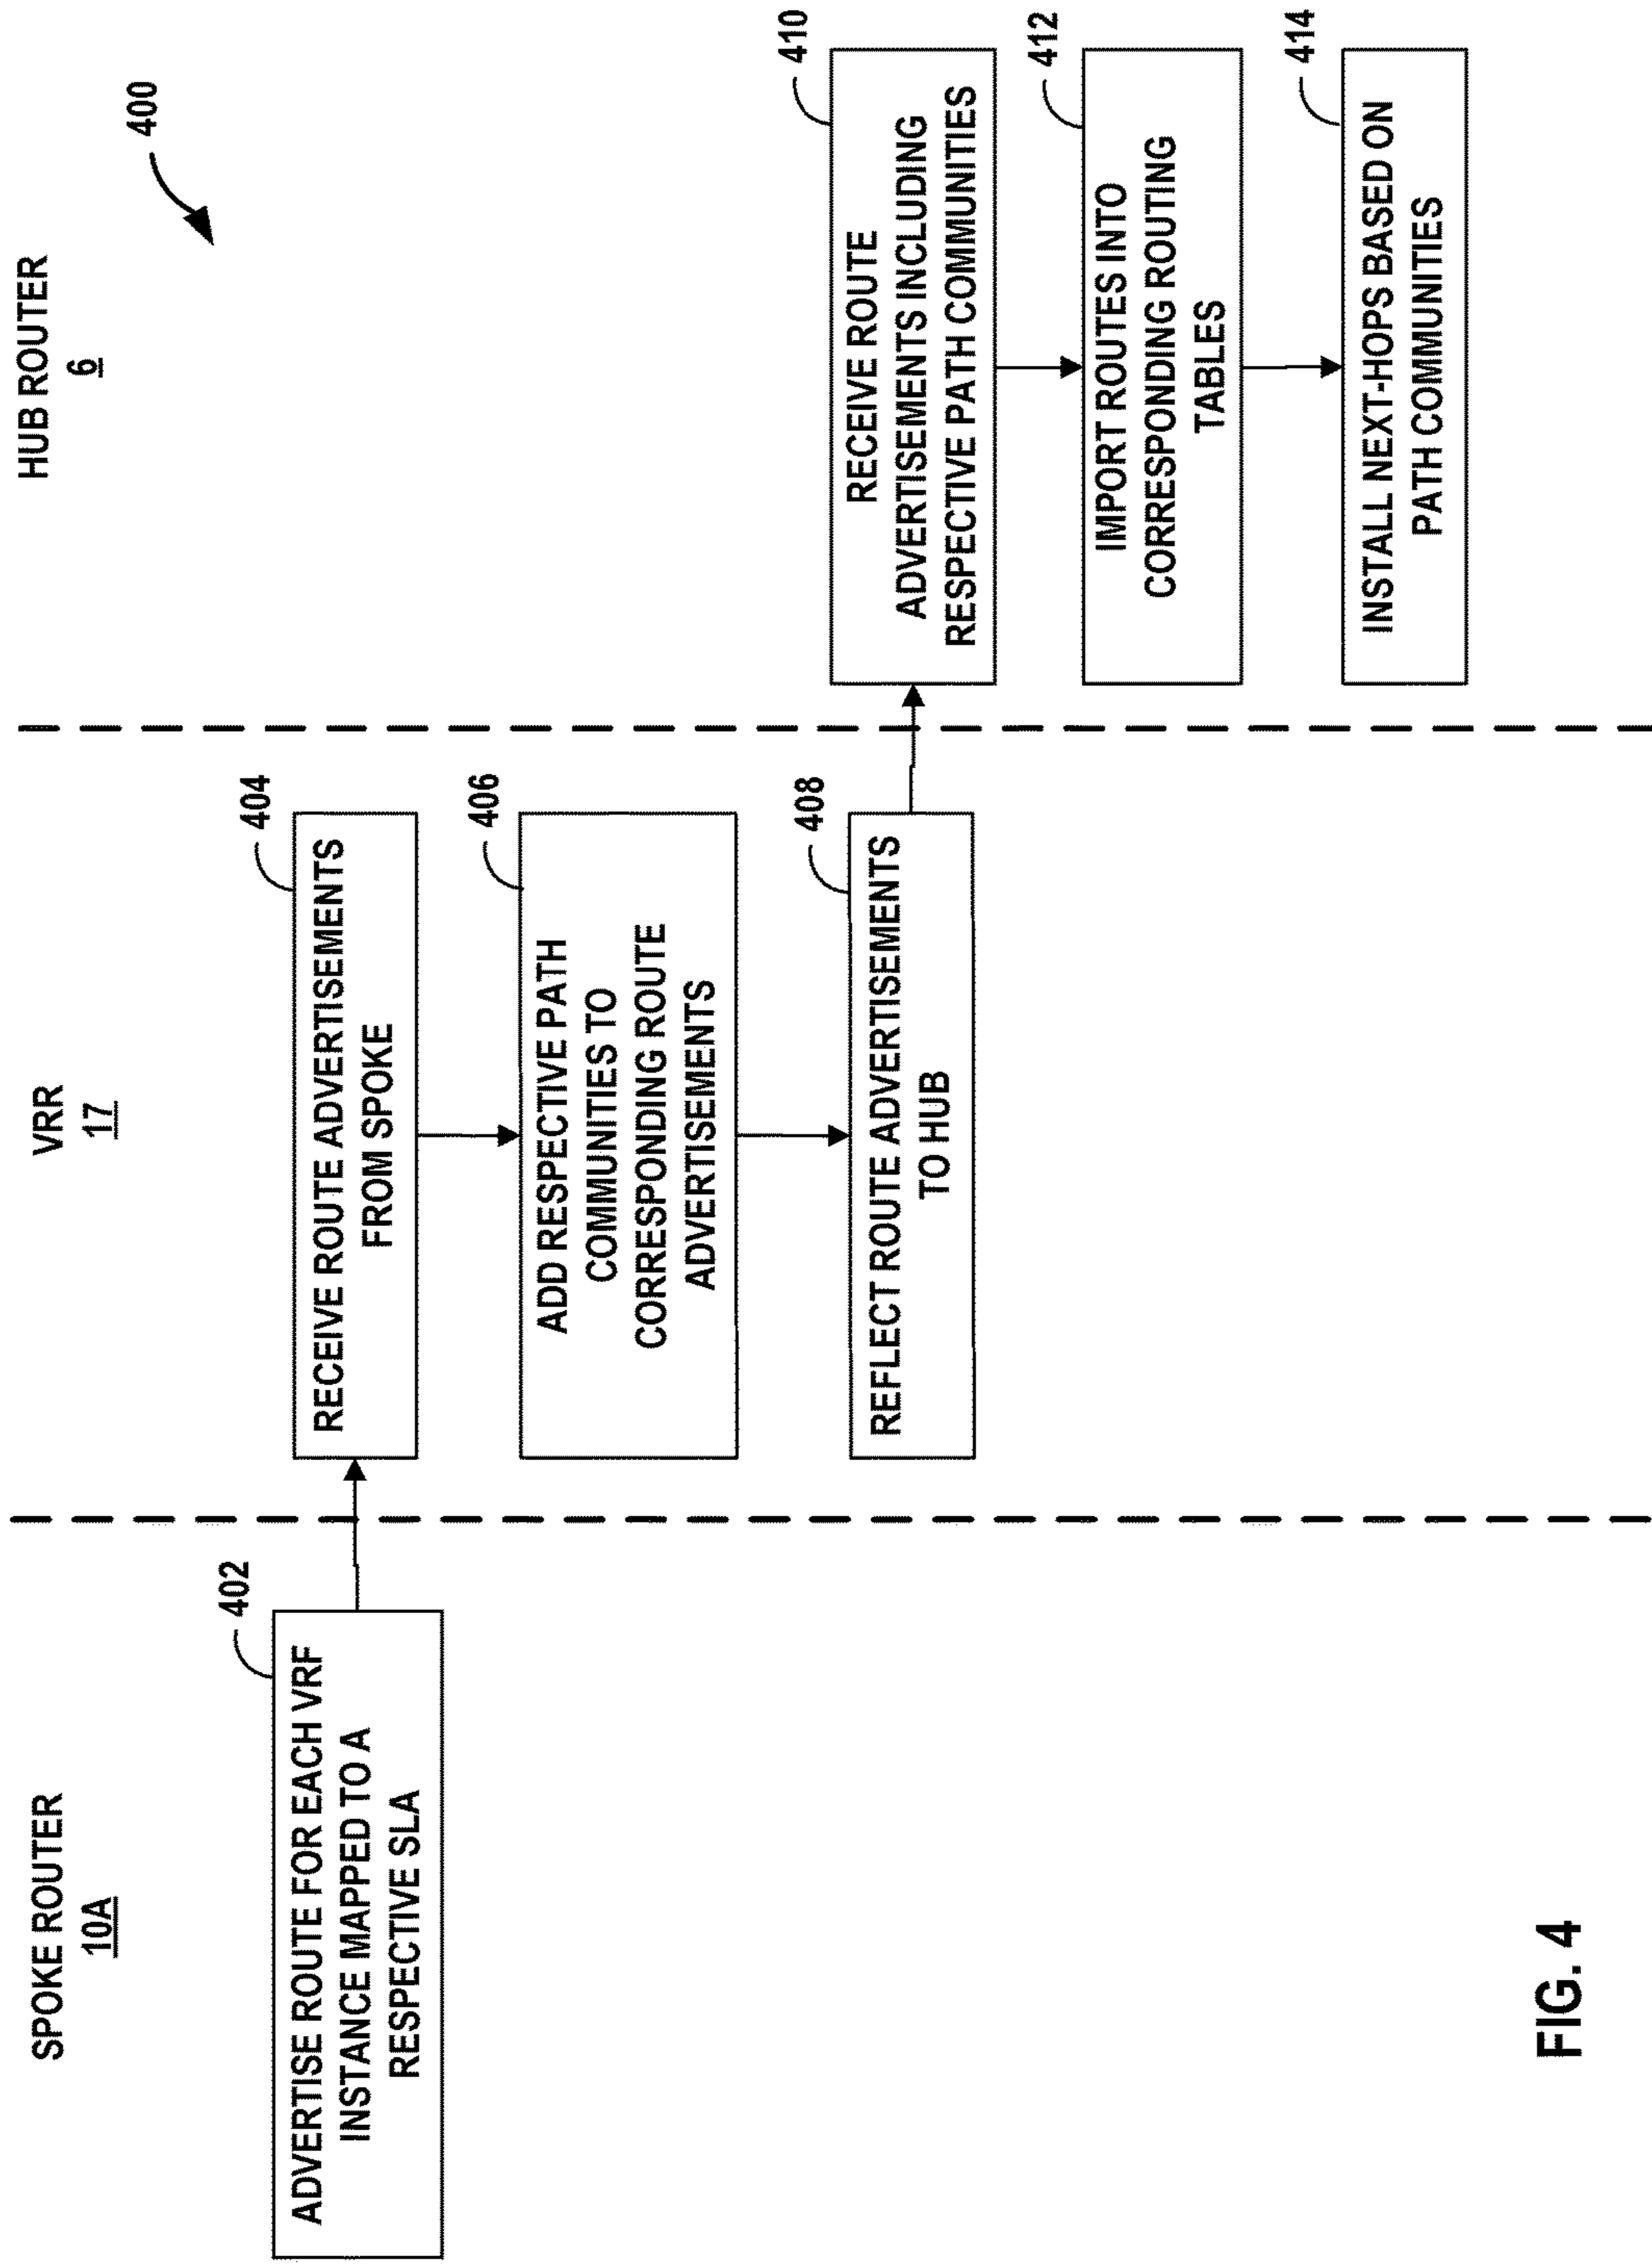 SPOKE ROUTER
10A
VRR
17
HUB ROUTER
6
400
402
ADVERTISE ROUTE FOR EACH VRF
INSTANCE MAPPED TO A
RESPECTIVE SLA
404
RECEIVE ROUTE ADVERTISEMENTS
FROM SPOKE
406
ADD RESPECTIVE PATH
COMMUNITIES TO
CORRESPONDING ROUTE
ADVERTISEMENTS
408
REFLECT ROUTE ADVERTISEMENTS
TO HUB
410
RECEIVE ROUTE
ADVERTISEMENTS INCLUDING
RESPECTIVE PATH COMMUNITIES
412
IMPORT ROUTES INTO
CORRESPONDING ROUTING
TABLES
414
INSTALL NEXT-HOPS BASED ON
PATH COMMUNITIES
FIG. 4